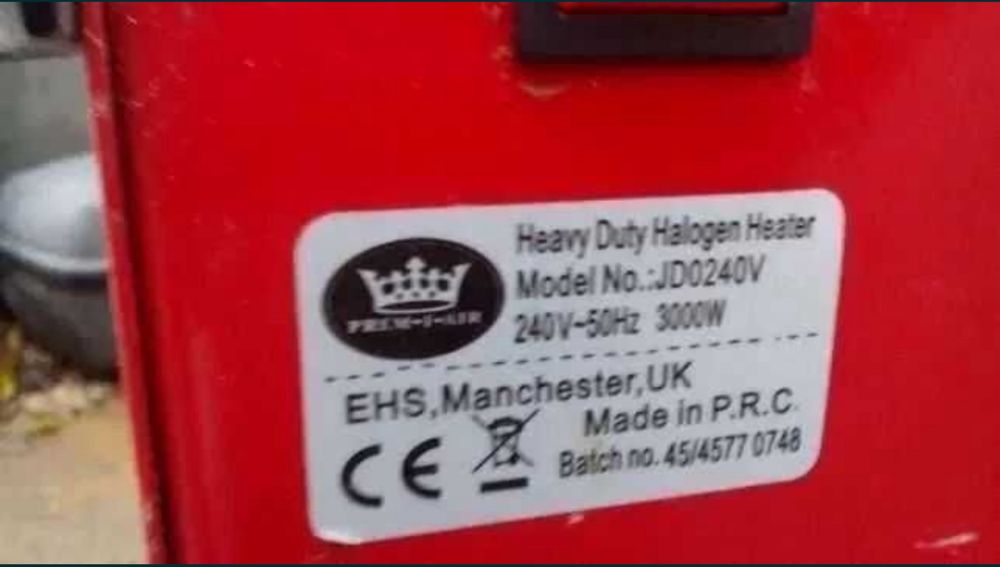 PREM-I-AIR
Heavy Duty Halogen Heater
Model No.:JD0240V
240V~50Hz 3000W
EHS,Manchester,UK
Made in P.R.C.
CE
Batch no. 45/4577 0748